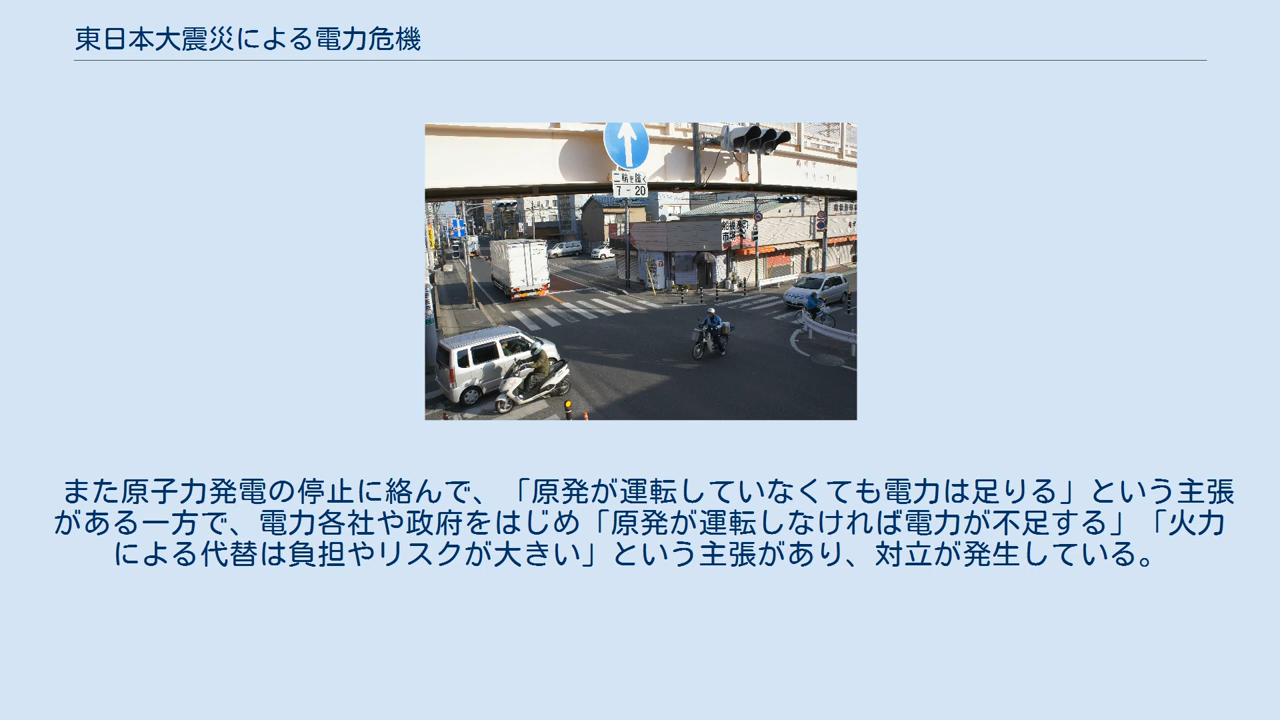 東日本大震災による電力危機
二輪を除く
7-20
また原子力発電の停止に絡んで、「原発が運転していなくても電力は足りる」という主張
がある一方で、電力各社や政府をはじめ「原発が運転しなければ電力が不足する」「火力
による代替は負担やリスクが大きい」という主張があり、対立が発生している。